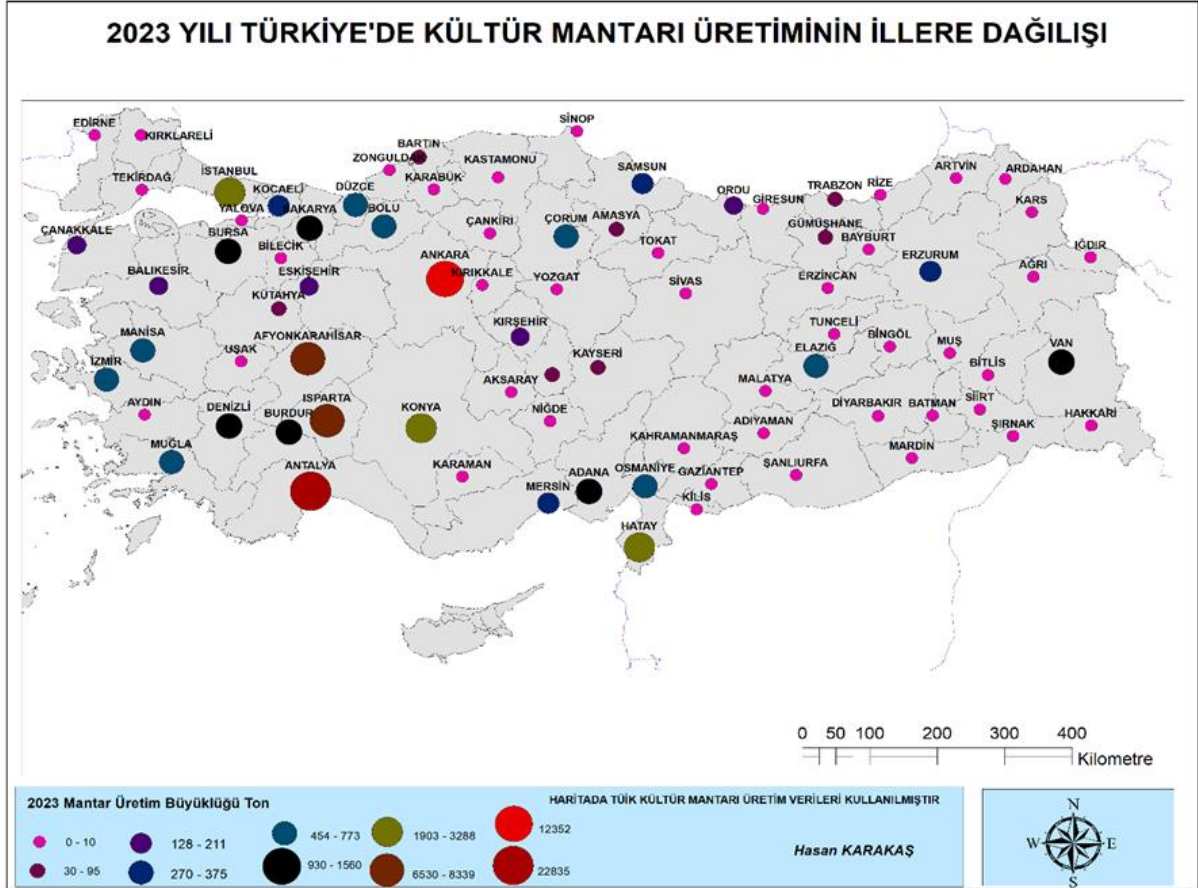 2023 YILI TÜRKİYE'DE KÜLTÜR MANTARI ÜRETİMİNİN İLLERE DAĞILIŞI
SİNOP
EDİRNE
KIRKLARELİ
BARTIN
ZONGULDAK
KASTAMONU
TEKİRDAĞ
İSTANBUL
KOCAELİ
DÜZCE
KARABÜK
SAMSUN
ORDU
GİRESUN
TRABZON
RİZE
ARTVİN
ARDAHAN
YALOVA
SAKARYA
BOLU
ÇANKIRI
ÇORUM
AMASYA
GÜMÜŞHANE
KARS
ÇANAKKALE
BURSA
BİLECİK
ANKARA
TOKAT
BAYBURT
ERZURUM
IĞDIR
BALIKESİR
ESKİŞEHİR
KIRIKKALE
YOZGAT
SİVAS
ERZİNCAN
AĞRI
KÜTAHYA
MANİSA
AFYONKARAHİSAR
KIRŞEHİR
TUNCELİ
BİNGÖL
MUŞ
VAN
İZMİR
UŞAK
KAYSERİ
ELAZIĞ
BİTLİS
AYDIN
DENİZLİ
BURDUR
ISPARTA
KONYA
AKSARAY
NİĞDE
MALATYA
DİYARBAKIR
BATMAN
SİİRT
ŞIRNAK
HAKKARİ
MUĞLA
ANTALYA
KARAMAN
MERSİN
ADANA
OSMANİYE
KAHRAMANMARAŞ
GAZİANTEP
ADIYAMAN
ŞANLIURFA
MARDİN
KİLİS
HATAY
0 50 100 200 300 400
Kilometre
2023 Mantar Üretim Büyüklüğü Ton
HARİTADA TÜİK KÜLTÜR MANTARI ÜRETİM VERİLERİ KULLANILMIŞTIR
0 - 10
30 - 95
128 - 211
270 - 375
454 - 773
930 - 1560
1903 - 3288
6530 - 8339
12352
22835
Hasan KARAKAŞ
N
W E
S